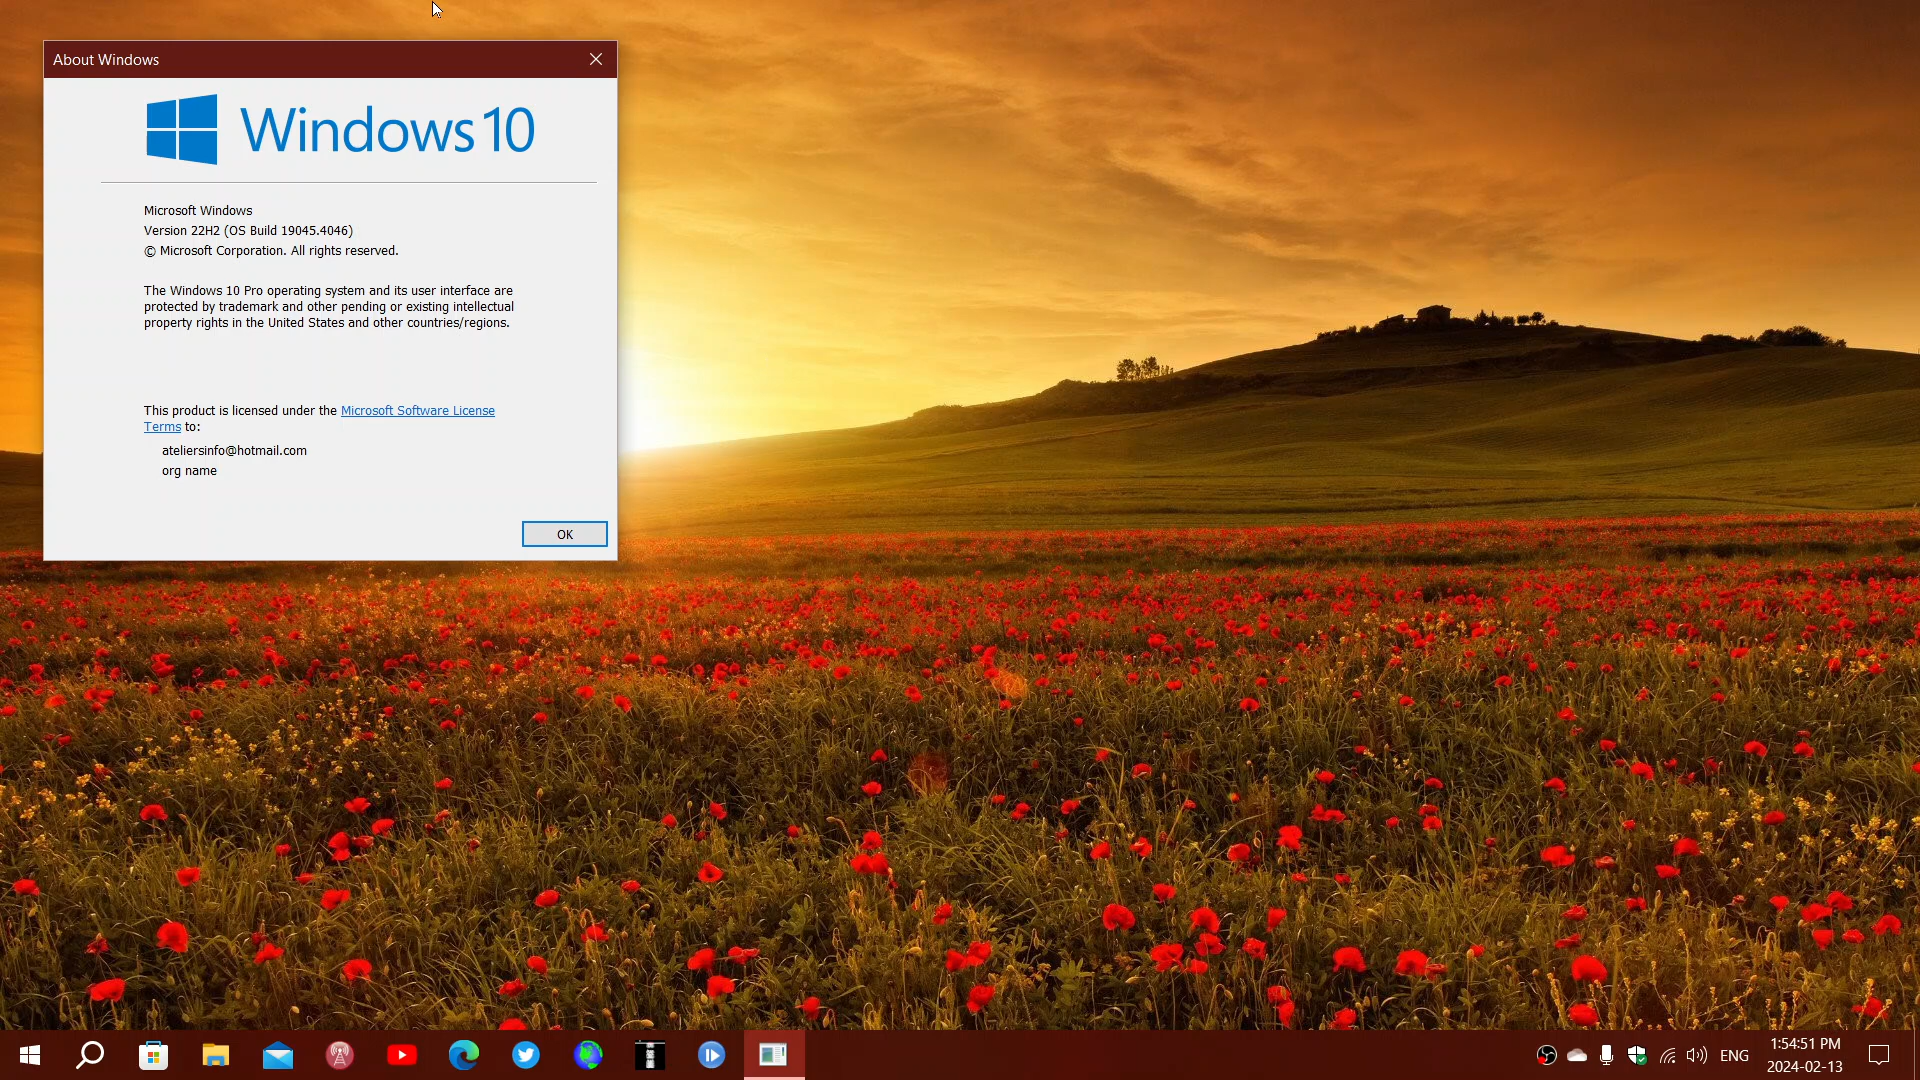 About Windows
Windows 10
Microsoft Windows
Version 22H2 (OS Build 19045.4046)
© Microsoft Corporation. All rights reserved.
The Windows 10 Pro operating system and its user interface are
protected by trademark and other pending or existing intellectual
property rights in the United States and other countries/regions.
This product is licensed under the Microsoft Software License
Terms to:
ateliersinfo@hotmail.com
org name
OK
ENG
1:54:51 PM
2024-02-13